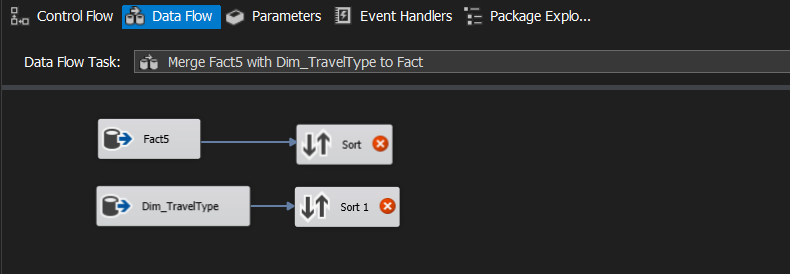 Control Flow Data Flow Parameters Event Handlers Package Explo...
Data Flow Task: Merge Fact5 with Dim_TravelType to Fact
Fact5 Sort
Dim_TravelType Sort 1